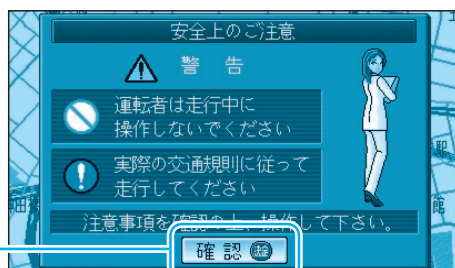 安全上のご注意
警告
運転者は走行中に
操作しないでください
実際の交通規則に従って
走行してください
注意事項を確認の上、操作して下さい。
確認
駅
館
田